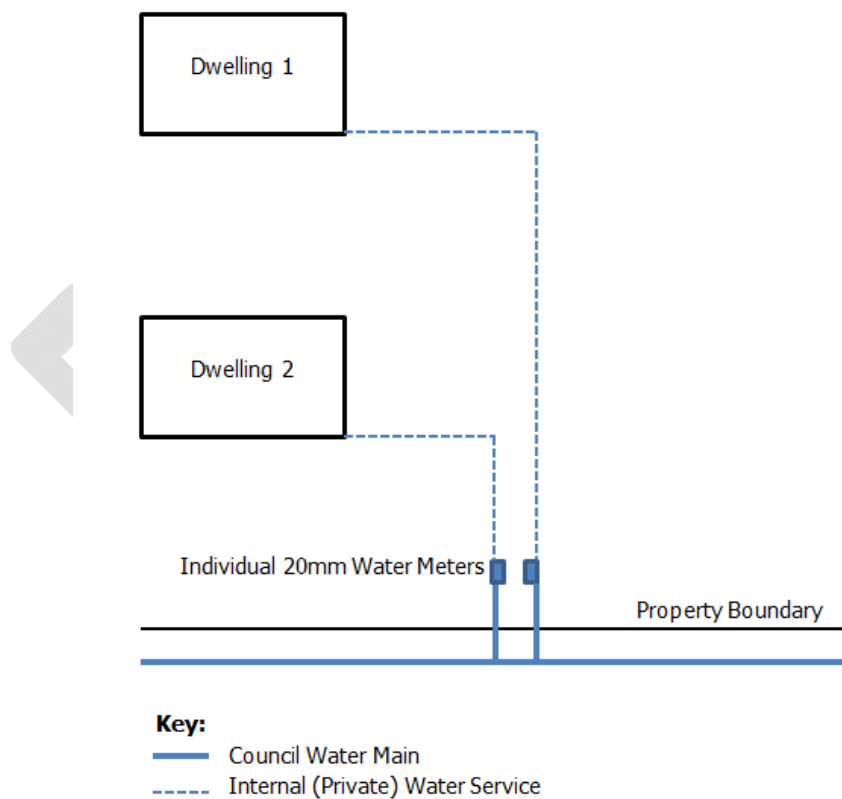 Dwelling 1
Dwelling 2
Individual 20mm Water Meters
Property Boundary
Key:
Council Water Main
Internal (Private) Water Service